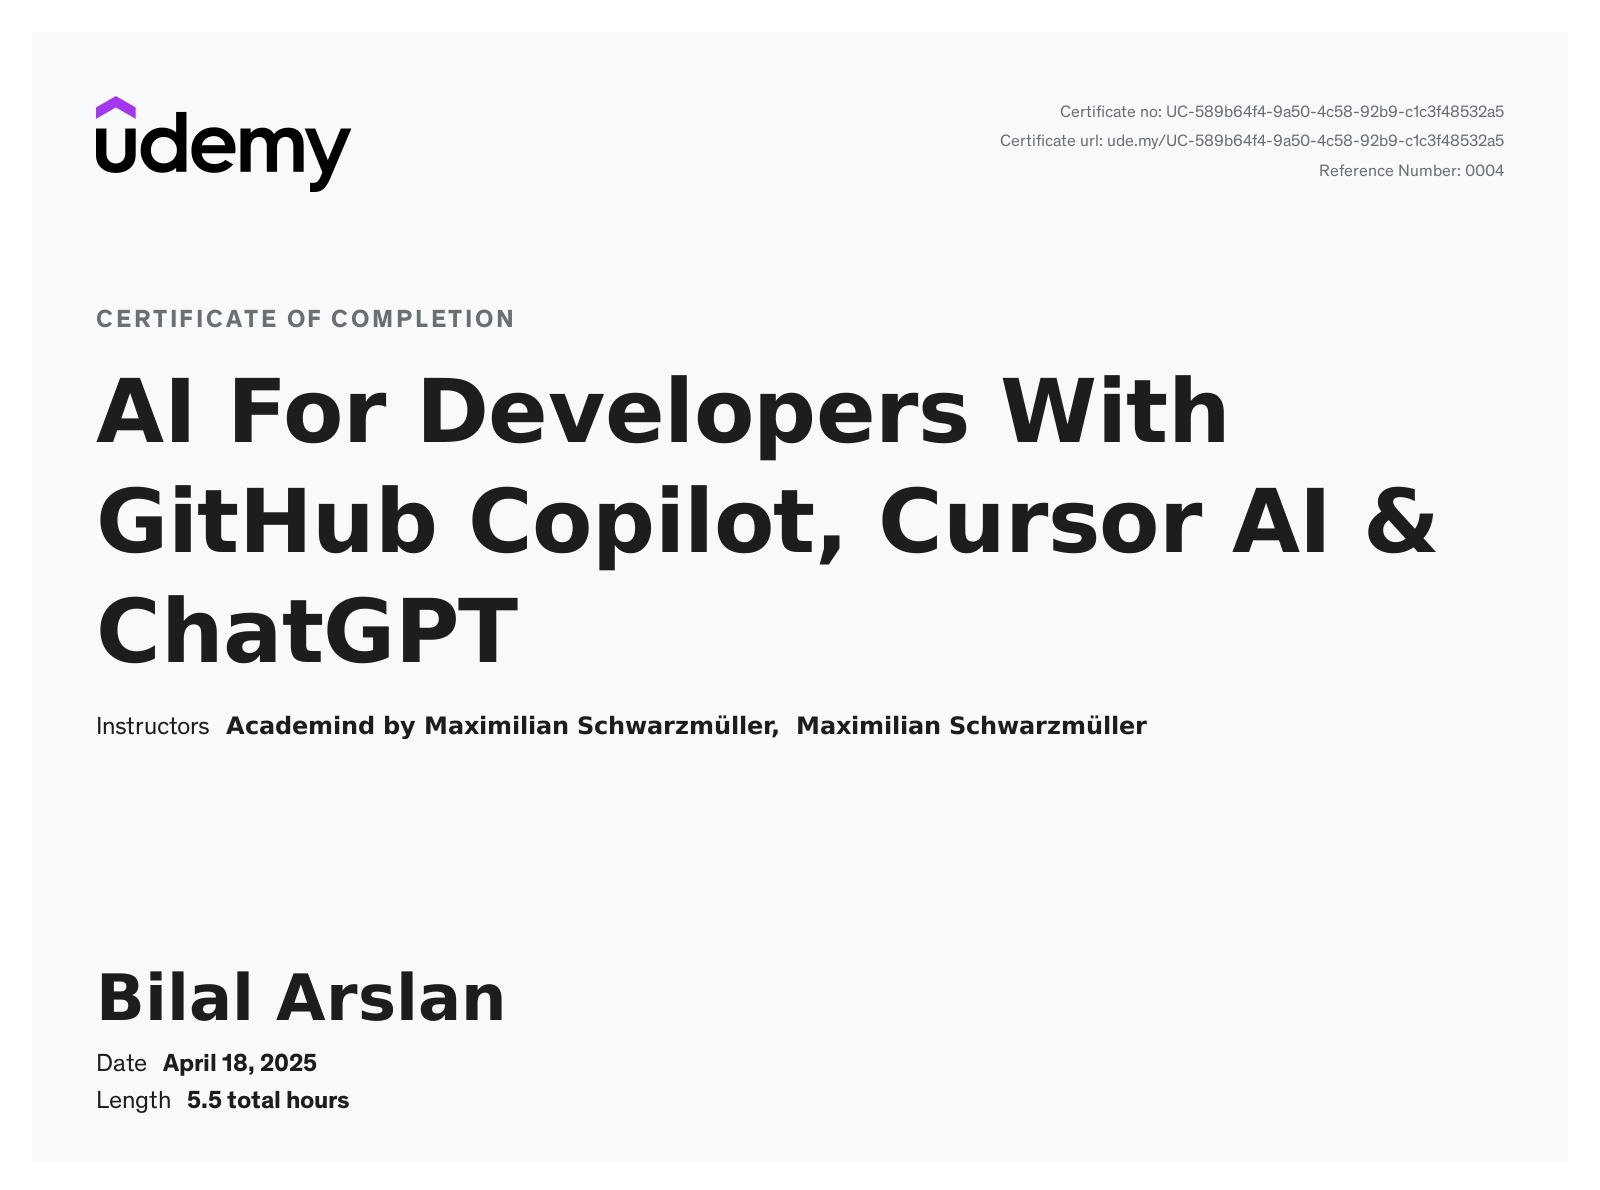 udemy
Certificate no: UC-589b64f4-9a50-4c58-92b9-c1c3f48532a5
Certificate url: ude.my/UC-589b64f4-9a50-4c58-92b9-c1c3f48532a5
Reference Number: 0004
CERTIFICATE OF COMPLETION
AI For Developers With
GitHub Copilot, Cursor AI &
ChatGPT
Instructors Academind by Maximilian Schwarzmüller, Maximilian Schwarzmüller
Bilal Arslan
Date April 18, 2025
Length 5.5 total hours